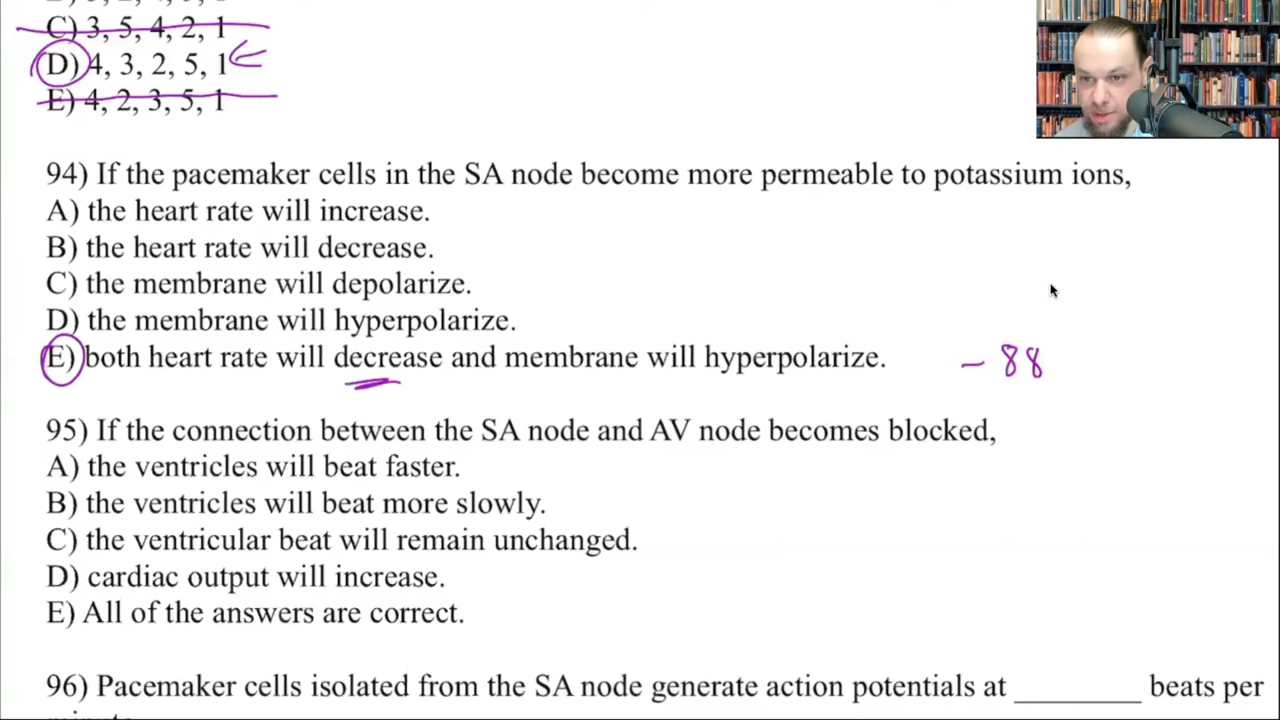 C) 3, 5, 4, 2, 1
D) 4, 3, 2, 5, 1
E) 4, 2, 3, 5, 1
94) If the pacemaker cells in the SA node become more permeable to potassium ions,
A) the heart rate will increase.
B) the heart rate will decrease.
C) the membrane will depolarize.
D) the membrane will hyperpolarize.
E) both heart rate will decrease and membrane will hyperpolarize. - 88
95) If the connection between the SA node and AV node becomes blocked,
A) the ventricles will beat faster.
B) the ventricles will beat more slowly.
C) the ventricular beat will remain unchanged.
D) cardiac output will increase.
E) All of the answers are correct.
96) Pacemaker cells isolated from the SA node generate action potentials at ________ beats per